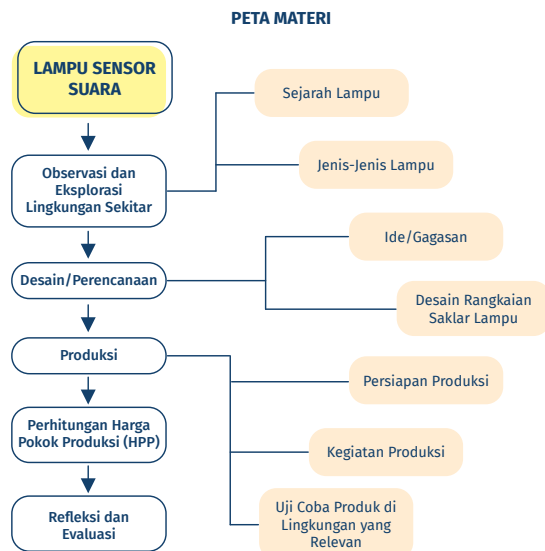 PETA MATERI
LAMPU SENSOR
SUARA
Sejarah Lampu
Jenis-Jenis Lampu
Observasi dan
Eksplorasi
Lingkungan Sekitar
Ide/Gagasan
Desain/Perencanaan
Desain Rangkaian
Saklar Lampu
Produksi
Persiapan Produksi
Perhitungan Harga
Pokok Produksi (HPP)
Kegiatan Produksi
Refleksi dan
Evaluasi
Uji Coba Produk di
Lingkungan yang
Relevan